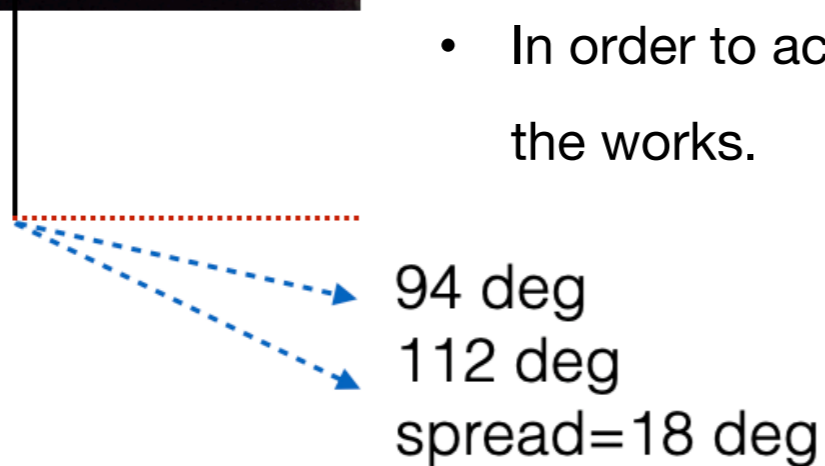 • In order to ac
the works.
94 deg
112 deg
spread=18 deg